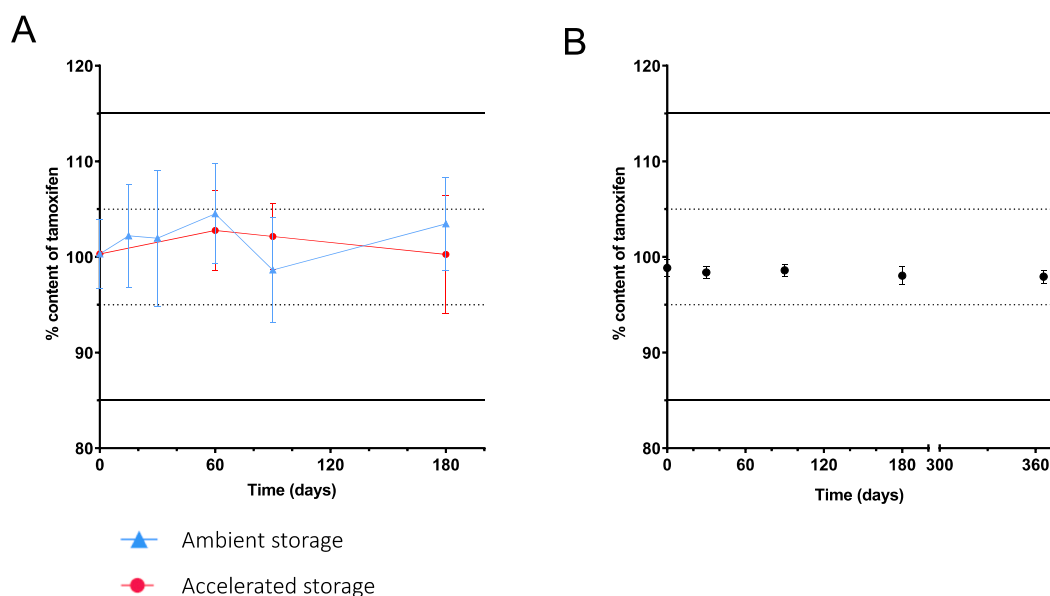 A
120
110
100
90
80
% content of tamoxifen
0 60 120 180
Time (days)
Ambient storage
Accelerated storage
B
120
110
100
90
80
% content of tamoxifen
0 60 120 180 300 360
Time (days)